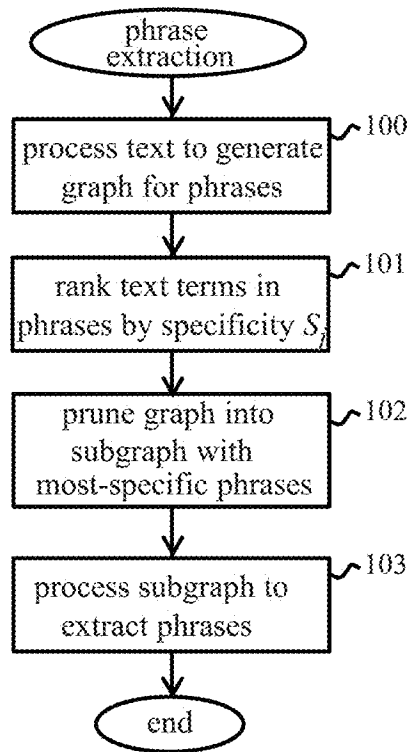 phrase
extraction
100
process text to generate
graph for phrases
101
rank text terms in
phrases by specificity S_i
102
prune graph into
subgraph with
most-specific phrases
103
process subgraph to
extract phrases
end